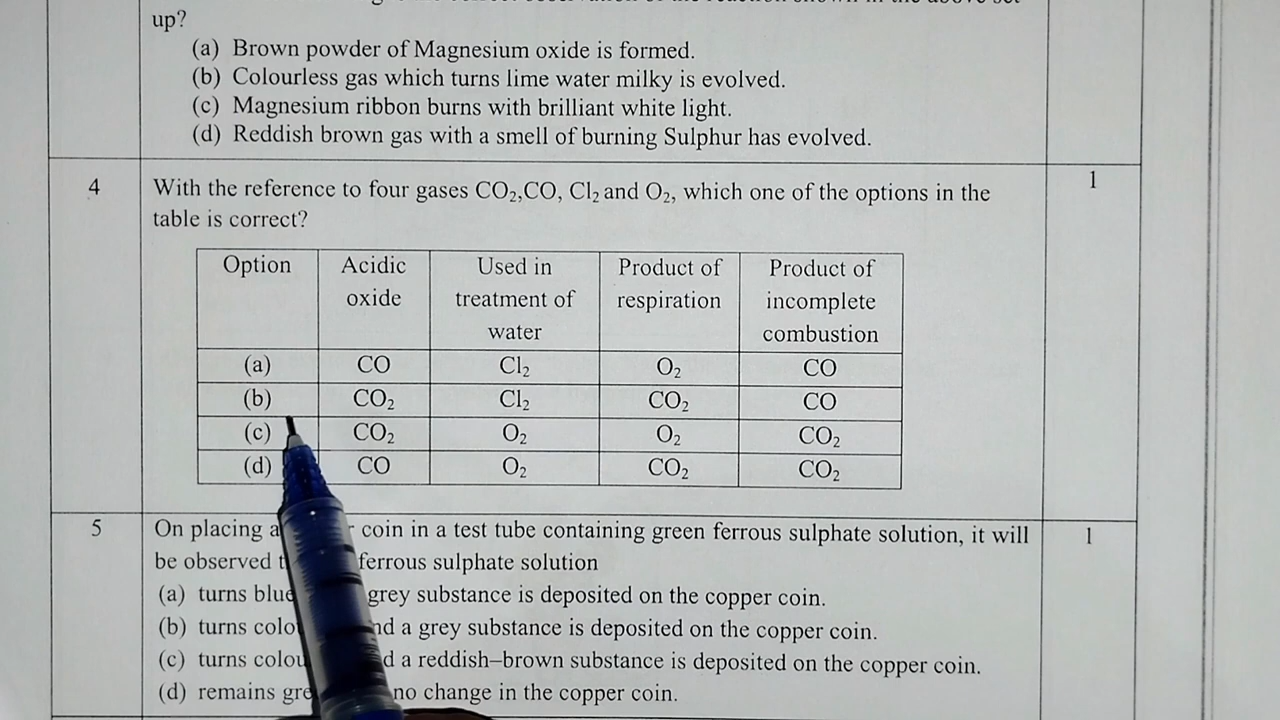 up?
(a) Brown powder of Magnesium oxide is formed.
(b) Colourless gas which turns lime water milky is evolved.
(c) Magnesium ribbon burns with brilliant white light.
(d) Reddish brown gas with a smell of burning Sulphur has evolved.
4 With the reference to four gases CO₂,CO, Cl₂ and O₂, which one of the options in the 1
table is correct?
Option Acidic Used in Product of Product of
oxide treatment of respiration incomplete
water combustion
(a) CO Cl₂ O₂ CO
(b) CO₂ Cl₂ CO₂ CO
(c) CO₂ O₂ O₂ CO₂
(d) CO O₂ CO₂ CO₂
5 On placing a coin in a test tube containing green ferrous sulphate solution, it will 1
be observed ferrous sulphate solution
(a) turns grey substance is deposited on the copper coin.
(b) turns a grey substance is deposited on the copper coin.
(c) turns a reddish–brown substance is deposited on the copper coin.
(d) remains no change in the copper coin.